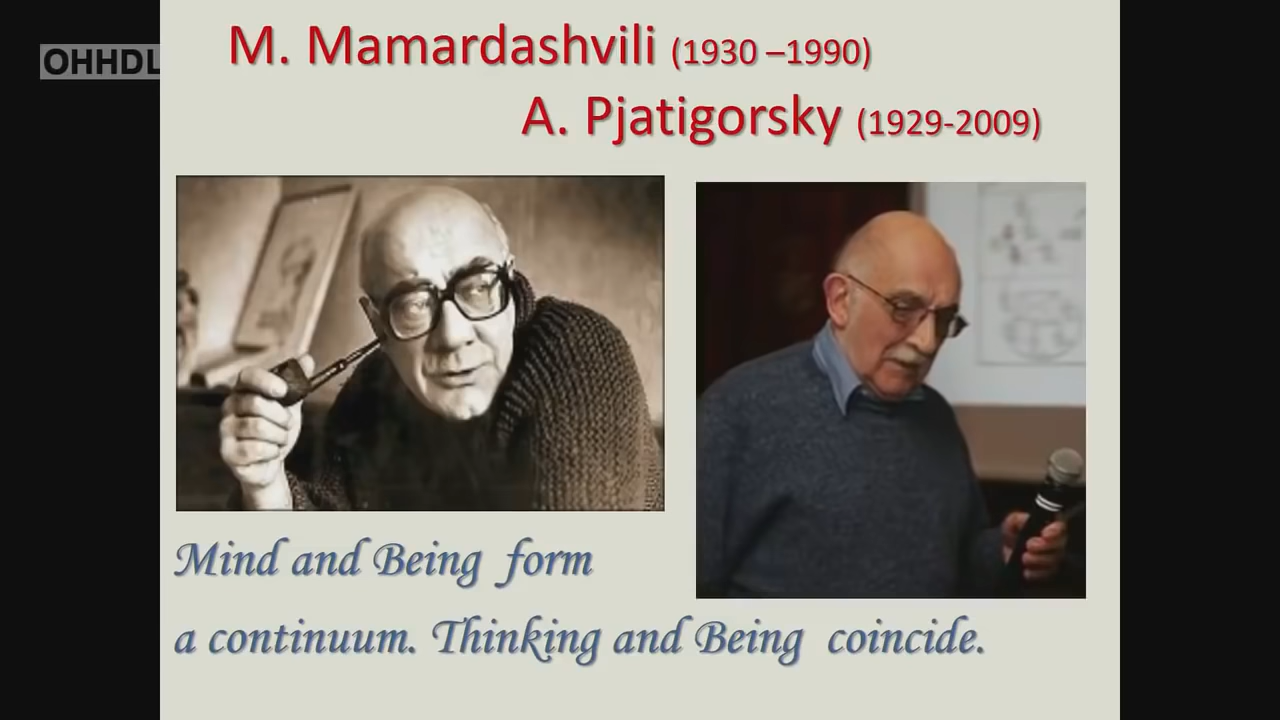 OHHDL
M. Mamardashvili (1930 –1990)
A. Pjatigorsky (1929-2009)
Mind and Being form
a continuum. Thinking and Being coincide.